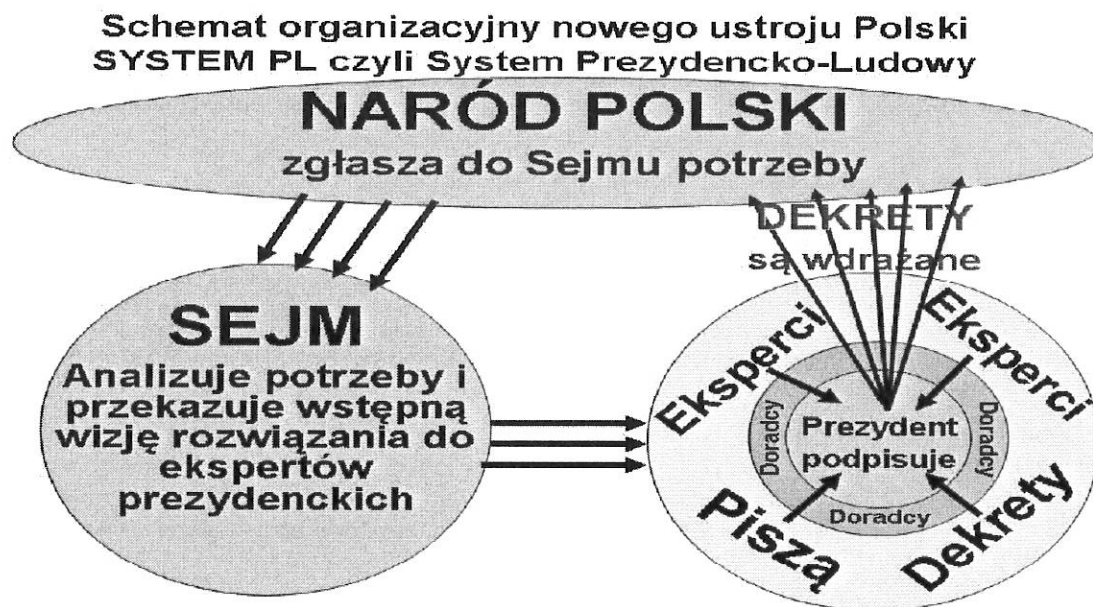 Schemat organizacyjny nowego ustroju Polski
SYSTEM PL czyli System Prezydencko-Ludowy
NARÓD POLSKI
zgłasza do Sejmu potrzeby
DEKRETY
są wdrażane
SEJM
Analizuje potrzeby i
przekazuje wstępną
wizję rozwiązania do
ekspertów
prezydenckich
Eksperci
Eksperci
Doradcy
Prezydent
podpisuje
Doradcy
Doradcy
Piszą
Dekrety